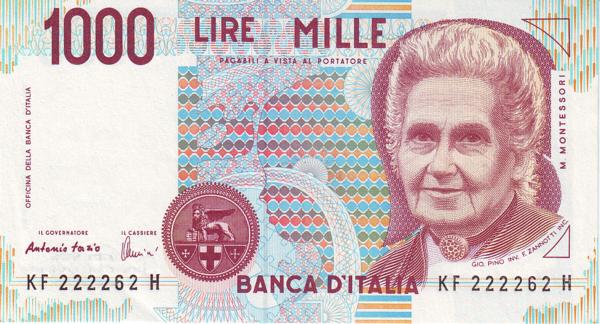 1000 LIRE MILLE
PAGABILI A VISTA AL PORTATORE
OFFICINA DELLA BANCA D'ITALIA
M. MONTESSORI
IL GOVERNATORE IL CASSIERE
Antonio Fazio
GIO. PINO INV. F. ZANNOTTI INC.
KF 222262 H
BANCA D'ITALIA
KF 222262 H